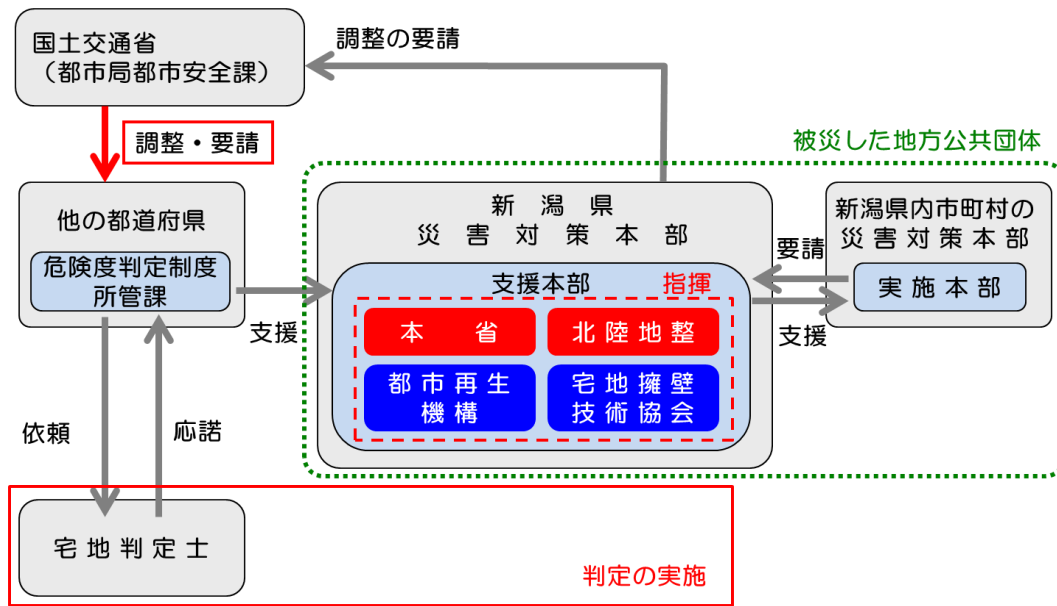 国土交通省
（都市局都市安全課）
調整の要請
調整・要請
被災した地方公共団体
他の都道府県
危険度判定制度
所管課
新潟県
災害対策本部
新潟県内市町村の
災害対策本部
要請
実施本部
支援本部
指揮
支援
支援
本省
北陸地整
都市再生
機構
宅地擁壁
技術協会
依頼
応諾
宅地判定士
判定の実施